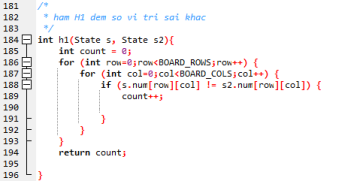 181 /*
182 * ham H1 dem so vi tri sai khac
183 */
184 int h1(State s, State s2){
185 int count = 0;
186 for (int row=0;row<BOARD_ROWS;row++) {
187 for (int col=0;col<BOARD_COLS;col++) {
188 if (s.num[row][col] != s2.num[row][col]) {
189 count++;
190
191 }
192 }
193 }
194 return count;
195
196 }